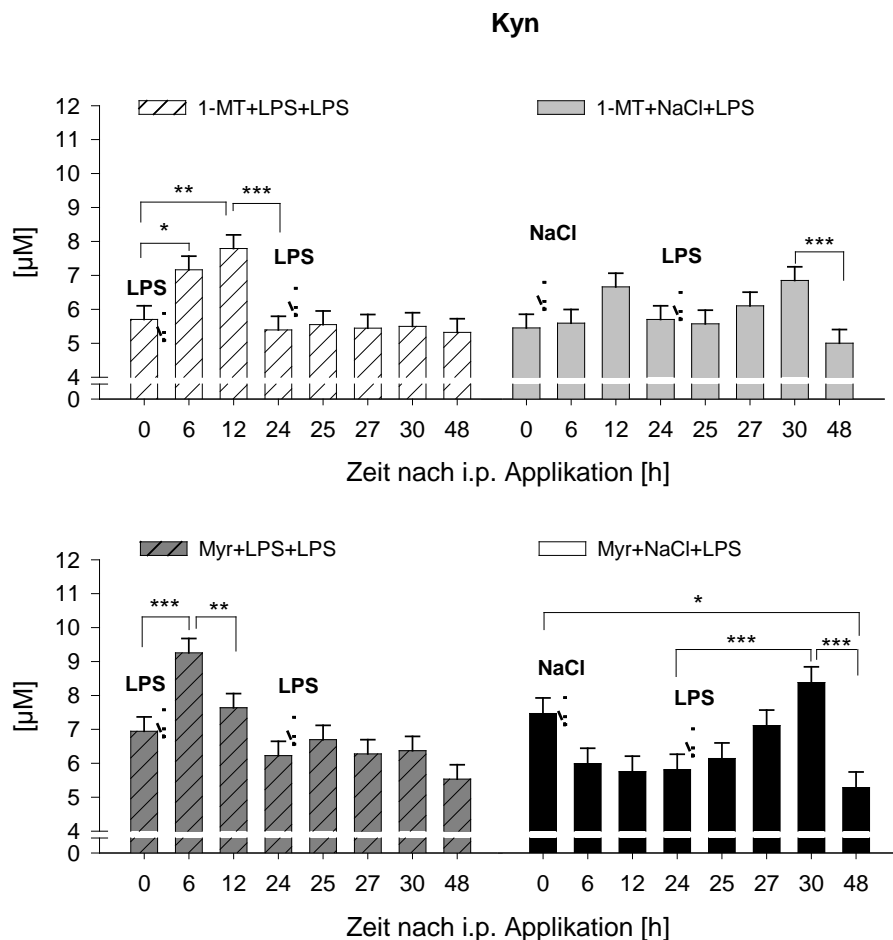 Kyn
1-MT+LPS+LPS 1-MT+NaCl+LPS
12
11
10
9
8
7
6
5
4
0
[µM]
** ***
*
LPS
LPS
NaCl
LPS
***
0 6 12 24 25 27 30 48 0 6 12 24 25 27 30 48
Zeit nach i.p. Applikation [h]
Myr+LPS+LPS Myr+NaCl+LPS
12
11
10
9
8
7
6
5
4
0
[µM]
*** **
LPS
LPS
*
*** ***
NaCl
LPS
0 6 12 24 25 27 30 48 0 6 12 24 25 27 30 48
Zeit nach i.p. Applikation [h]